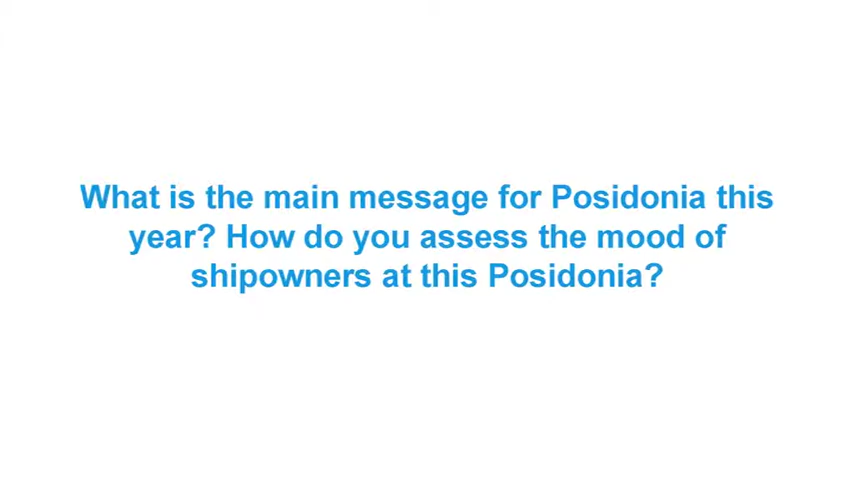 What is the main message for Posidonia this
year? How do you assess the mood of
shipowners at this Posidonia?